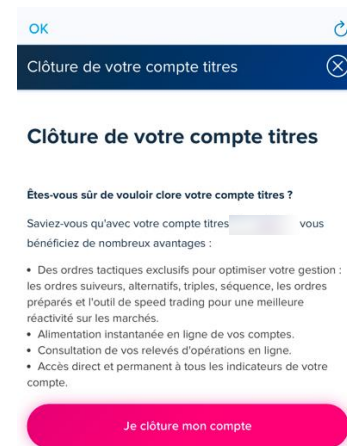 OK
Clôture de votre compte titres
Clôture de votre compte titres
Êtes-vous sûr de vouloir clore votre compte titres ?
Saviez-vous qu'avec votre compte titres vous
bénéficiez de nombreux avantages :
• Des ordres tactiques exclusifs pour optimiser votre gestion :
les ordres suiveurs, alternatifs, triples, séquence, les ordres
préparés et l'outil de speed trading pour une meilleure
réactivité sur les marchés.
• Alimentation instantanée en ligne de vos comptes.
• Consultation de vos relevés d'opérations en ligne.
• Accès direct et permanent à tous les indicateurs de votre
compte.
Je clôture mon compte